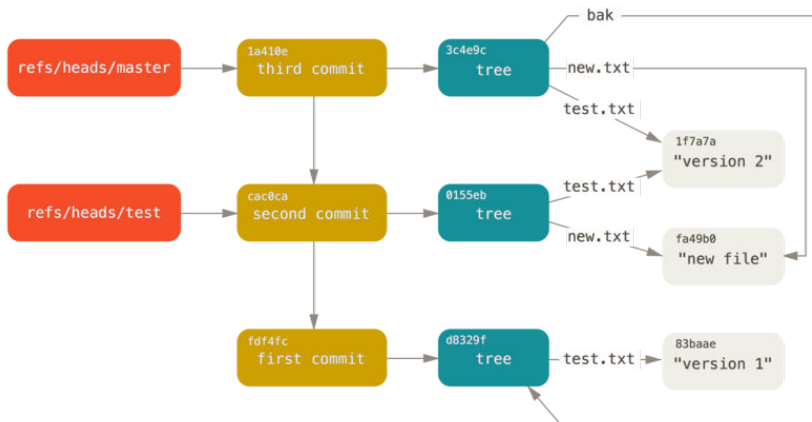 bak
1a410e
3c4e9c
refs/heads/master
third commit
tree
new.txt
test.txt
1f7a7a
"version 2"
cac0ca
0155eb
test.txt
refs/heads/test
second commit
tree
new.txt
fa49b0
"new file"
fdf4fc
d8329f
83baae
first commit
tree
test.txt
"version 1"